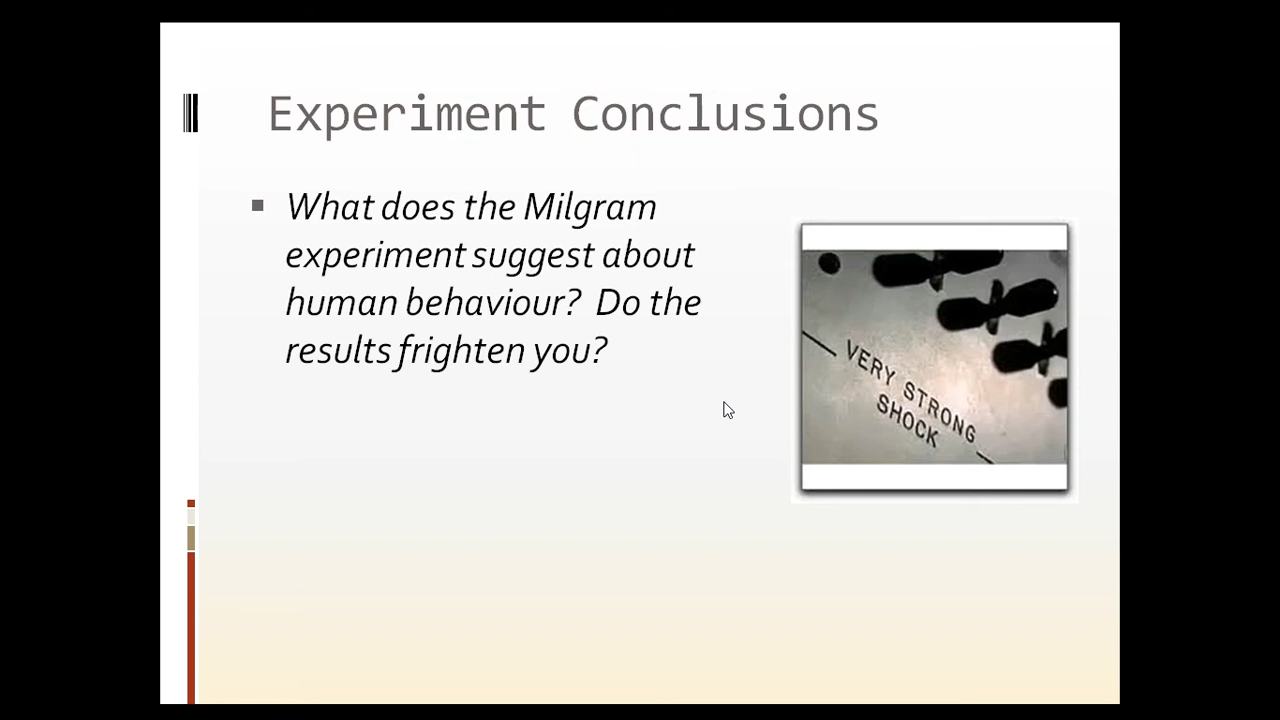 Experiment Conclusions
What does the Milgram
experiment suggest about
human behaviour? Do the
results frighten you?
VERY STRONG
SHOCK